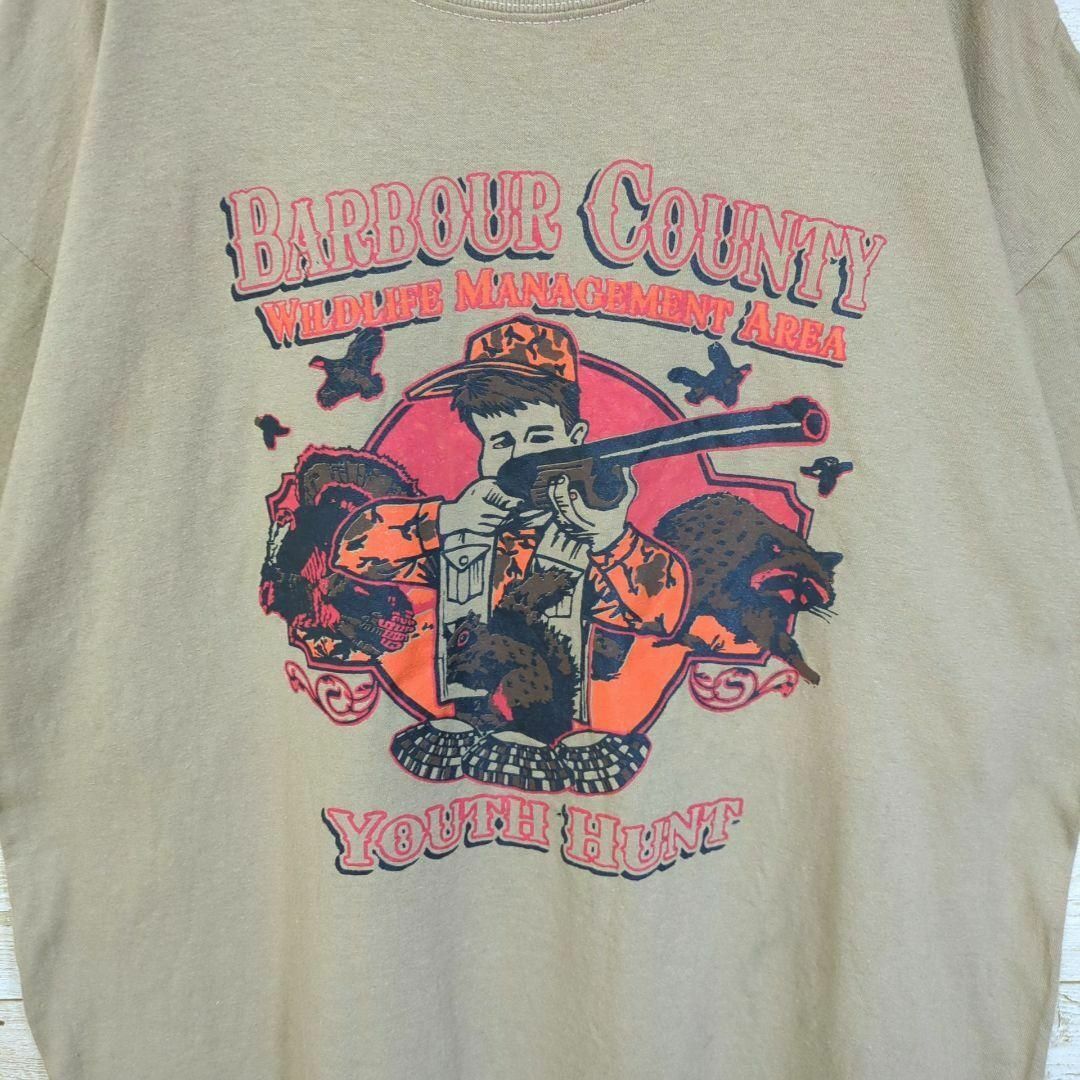 BARBOUR COUNTY
WILDLIFE MANAGEMENT AREA
YOUTH HUNT